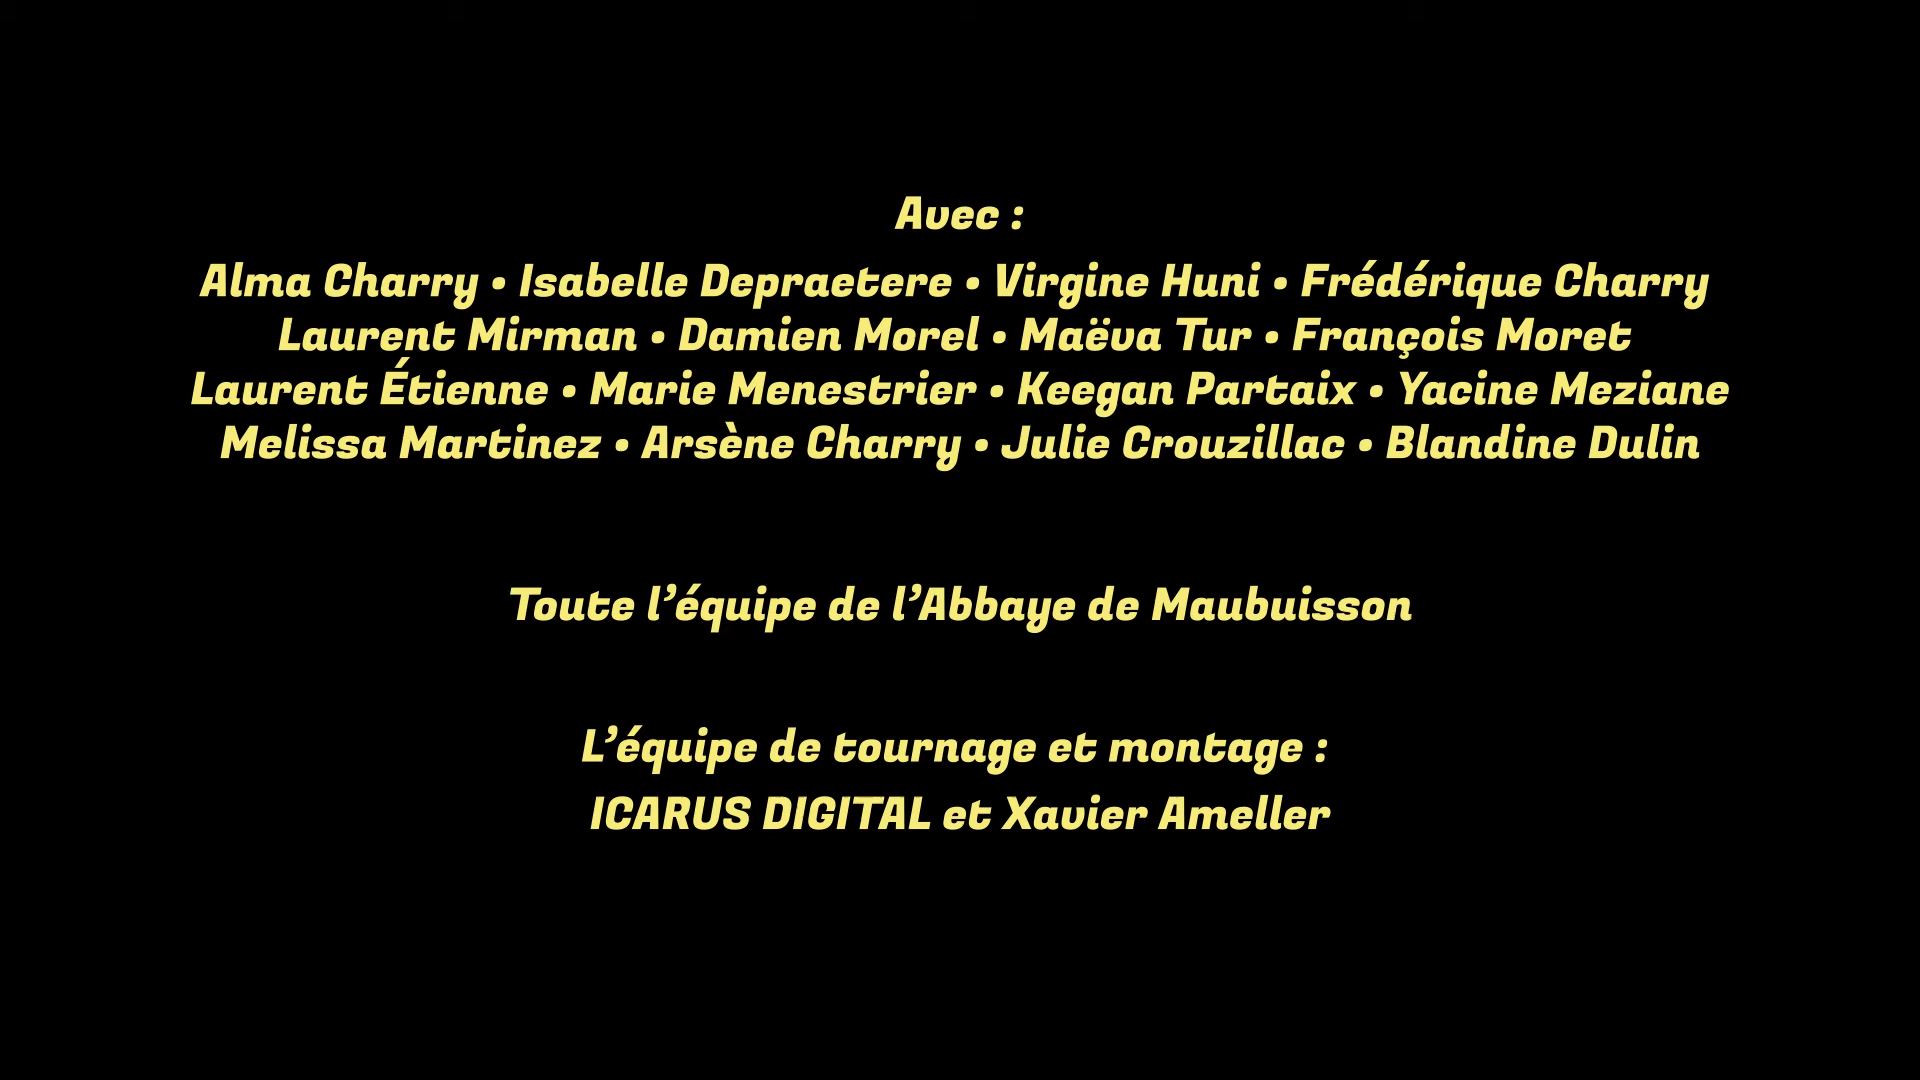 Avec :
Alma Charry • Isabelle Depraetere • Virgine Huni • Frédérique Charry
Laurent Mirman • Damien Morel • Maëva Tur • François Moret
Laurent Étienne • Marie Menestrier • Keegan Partaix • Yacine Meziane
Melissa Martinez • Arsène Charry • Julie Crouzillac • Blandine Dulin
Toute l’équipe de l’Abbaye de Maubuisson
L’équipe de tournage et montage :
ICARUS DIGITAL et Xavier Ameller